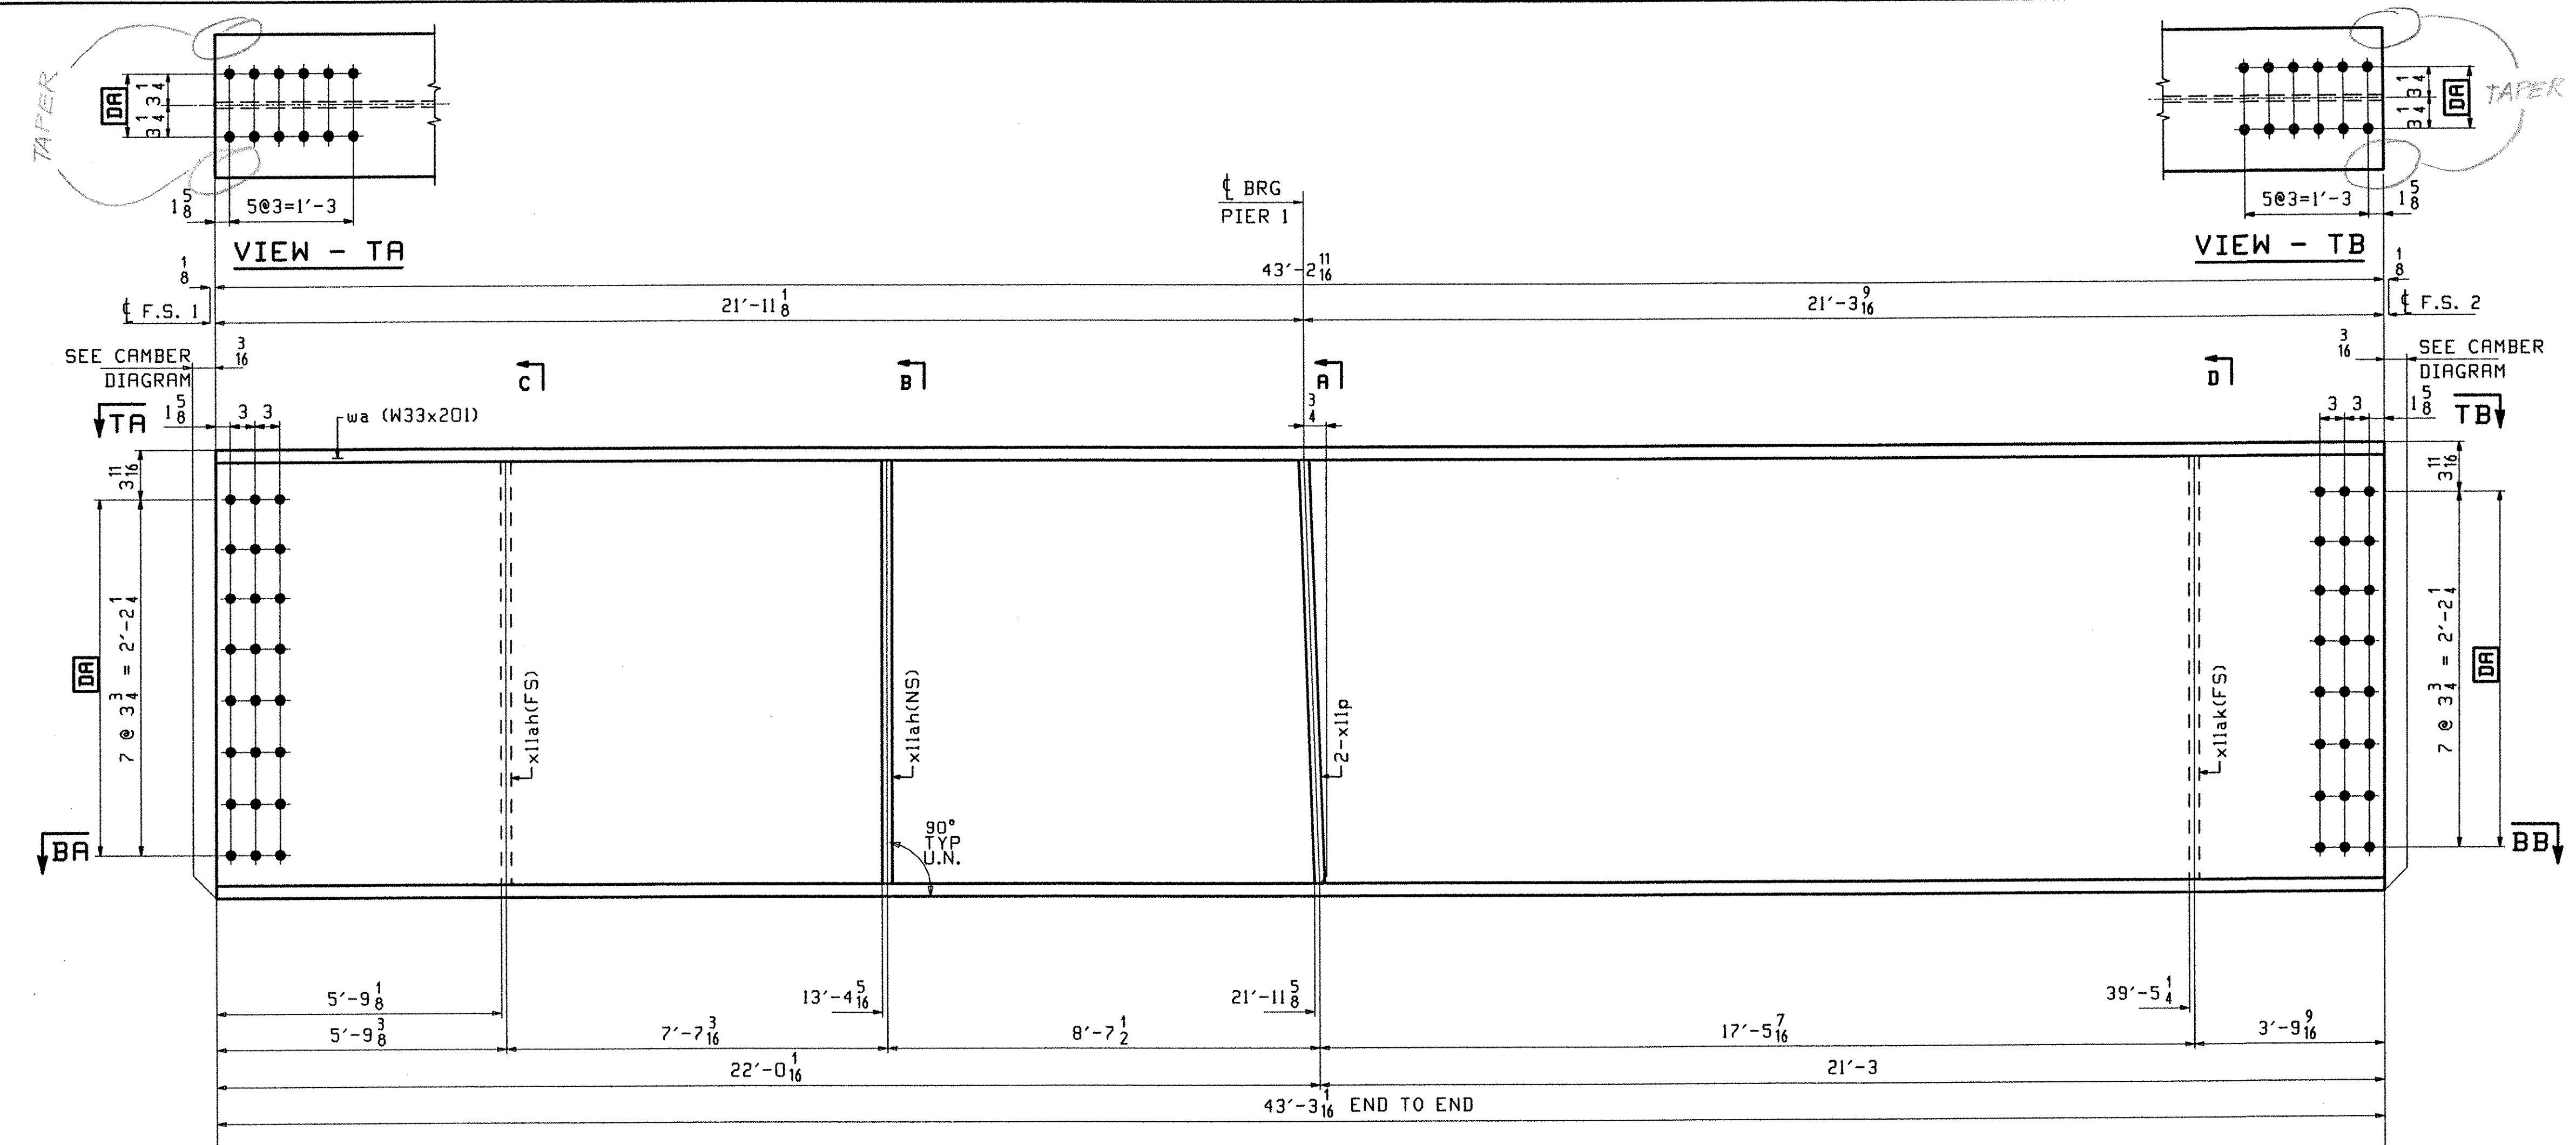 TAPER
DA
3 1/4
3 1/4
1 5/8
5@3=1'-3
VIEW - TA
℄ BRG
PIER 1
3 1/4
3 1/4
DA
TAPER
5@3=1'-3
1 5/8
VIEW - TB
1/8
43'-2 11/16
1/8
℄ F.S. 1
21'-11 1/8
21'-3 9/16
℄ F.S. 2
SEE CAMBER
DIAGRAM
3/16
C
B
A
D
3/16
SEE CAMBER
DIAGRAM
TA
1 5/8
3 3
wa (W33x201)
3/4
3 3
1 5/8
TB
3 11/16
3 11/16
DA
7 @ 3 3/4 = 2'-2 1/4
x11ah(FS)
x11ah(NS)
2-x11p
x11ak(FS)
7 @ 3 3/4 = 2'-2 1/4
DA
90°
TYP
U.N.
BA
BB
5'-9 1/8
13'-4 5/16
21'-11 5/8
39'-5 1/4
5'-9 3/8
7'-7 3/16
8'-7 1/2
17'-5 7/16
3'-9 9/16
22'-0 1/16
21'-3
43'-3 1/16 END TO END